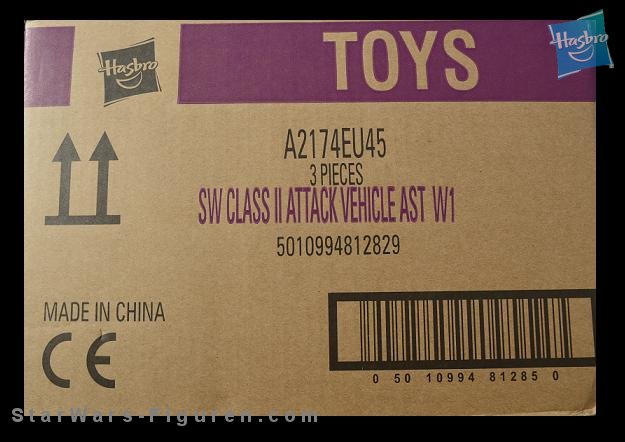 Hasbro
TOYS
Hasbro
A2174EU45
3 PIECES
SW CLASS II ATTACK VEHICLE AST W1
5010994812829
MADE IN CHINA
CE
0 50 10994 81285 0
StarWars-Figuren.com